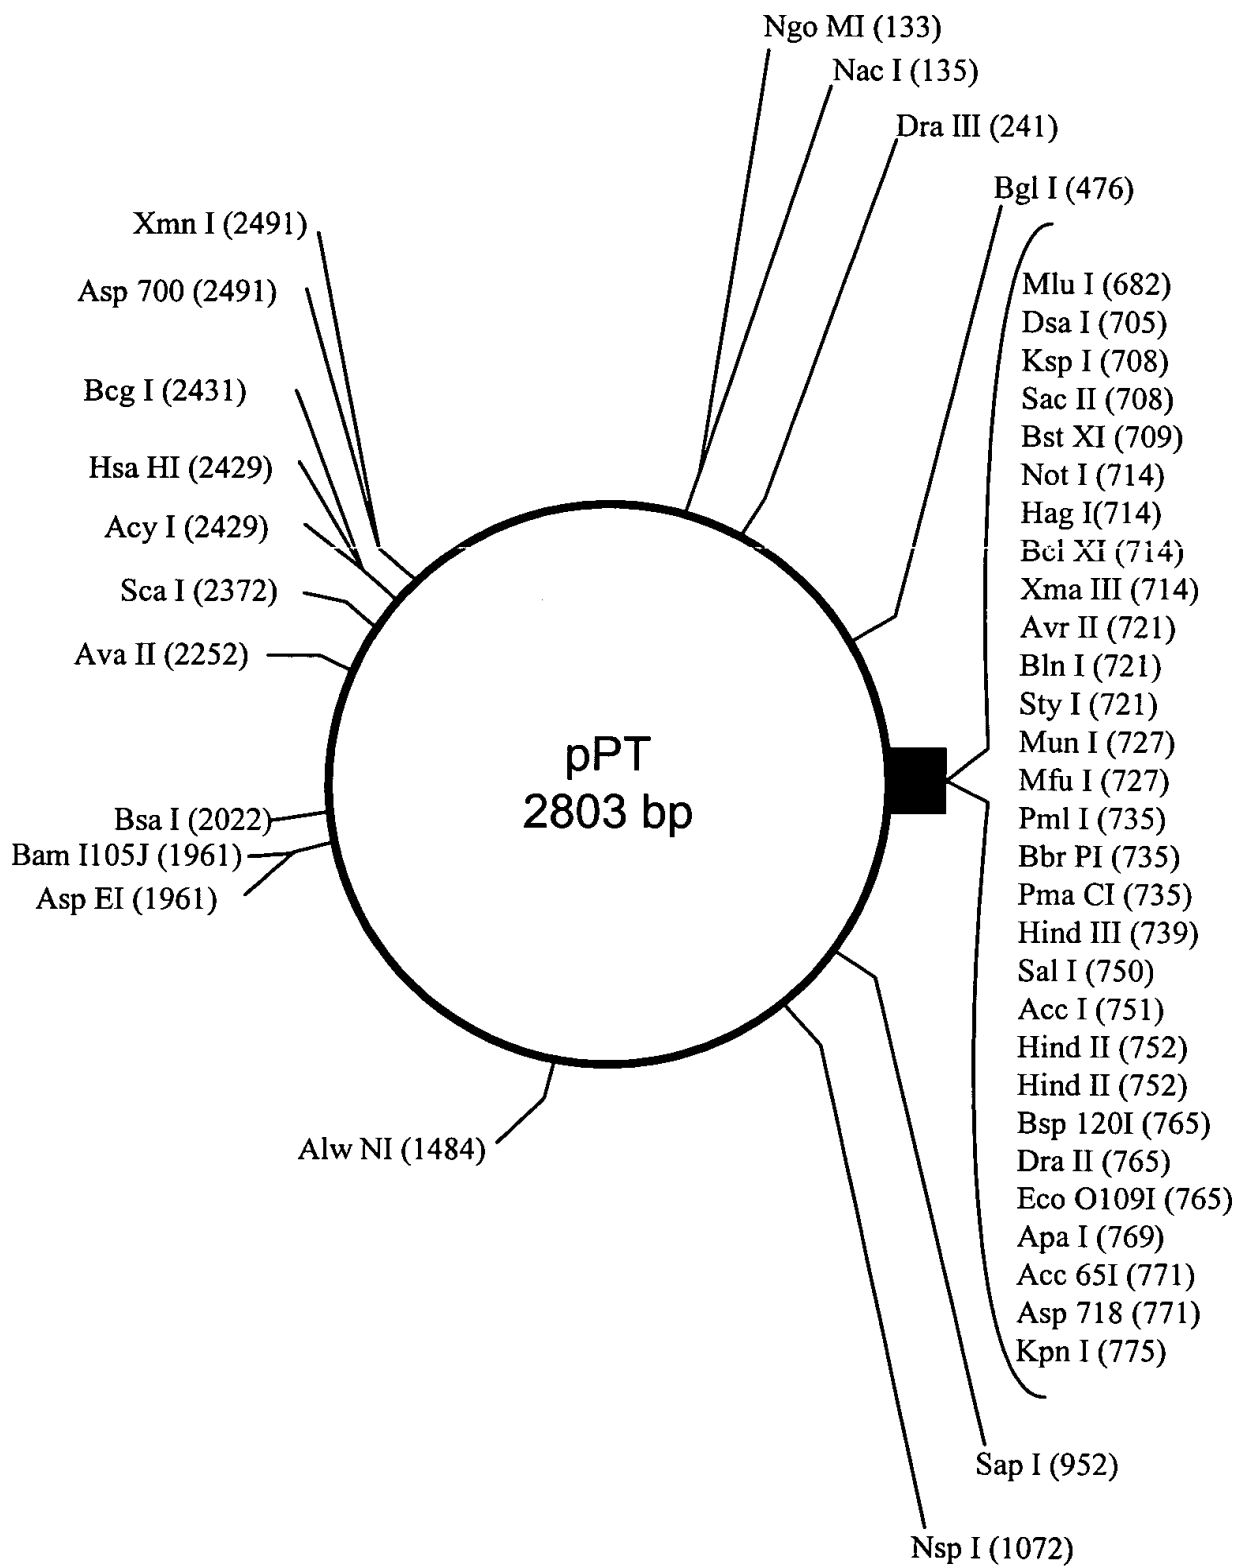 Ngo MI (133)
Nac I (135)
Dra III (241)
Bgl I (476)
Mlu I (682)
Dsa I (705)
Ksp I (708)
Sac II (708)
Bst XI (709)
Not I (714)
Hag I(714)
Bcl XI (714)
Xma III (714)
Avr II (721)
Bln I (721)
Sty I (721)
Mun I (727)
Mfu I (727)
Pml I (735)
Bbr PI (735)
Pma CI (735)
Hind III (739)
Sal I (750)
Acc I (751)
Hind II (752)
Hind II (752)
Bsp 120I (765)
Dra II (765)
Eco O109I (765)
Apa I (769)
Acc 65I (771)
Asp 718 (771)
Kpn I (775)
Sap I (952)
Nsp I (1072)
Alw NI (1484)
Asp EI (1961)
Bam I105J (1961)
Bsa I (2022)
Ava II (2252)
Sca I (2372)
Acy I (2429)
Hsa HI (2429)
Bcg I (2431)
Asp 700 (2491)
Xmn I (2491)
pPT
2803 bp